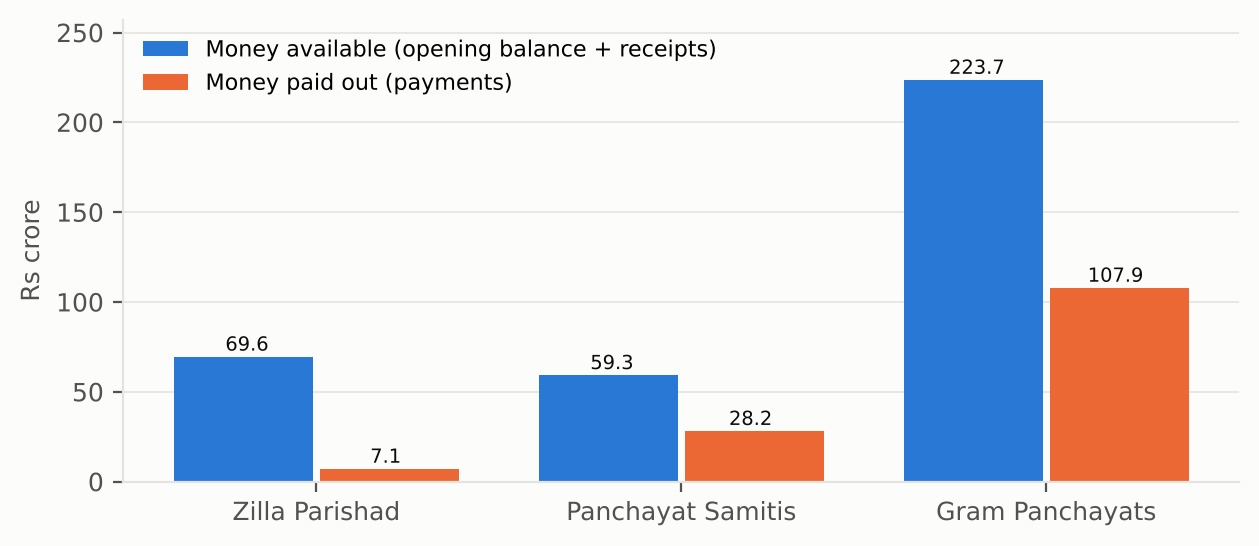 Money available (opening balance + receipts)
Money paid out (payments)
Rs crore
250
200
150
100
50
0
69.6
7.1
59.3
28.2
223.7
107.9
Zilla Parishad
Panchayat Samitis
Gram Panchayats